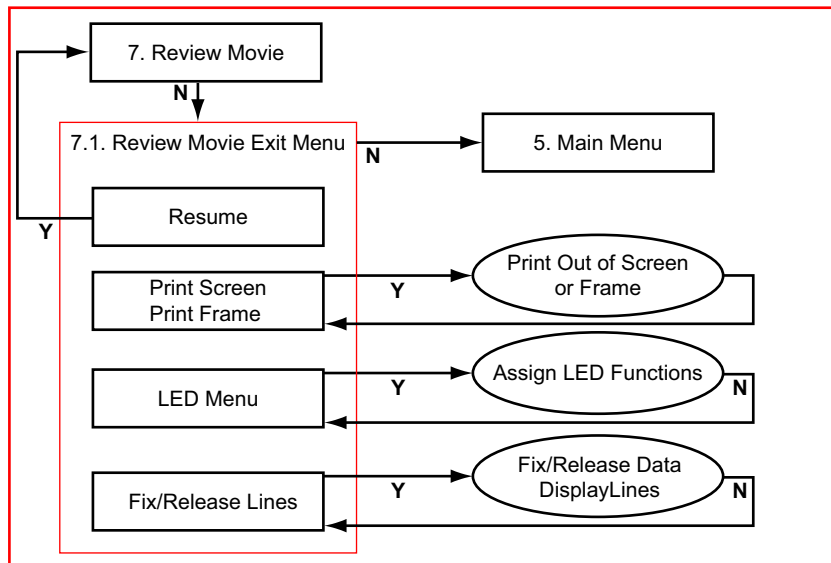 7. Review Movie
N
7.1. Review Movie Exit Menu
N
5. Main Menu
Resume
Y
Print Screen
Print Frame
Y
Print Out of Screen
or Frame
LED Menu
Y
Assign LED Functions
N
Fix/Release Lines
Y
Fix/Release Data
DisplayLines
N